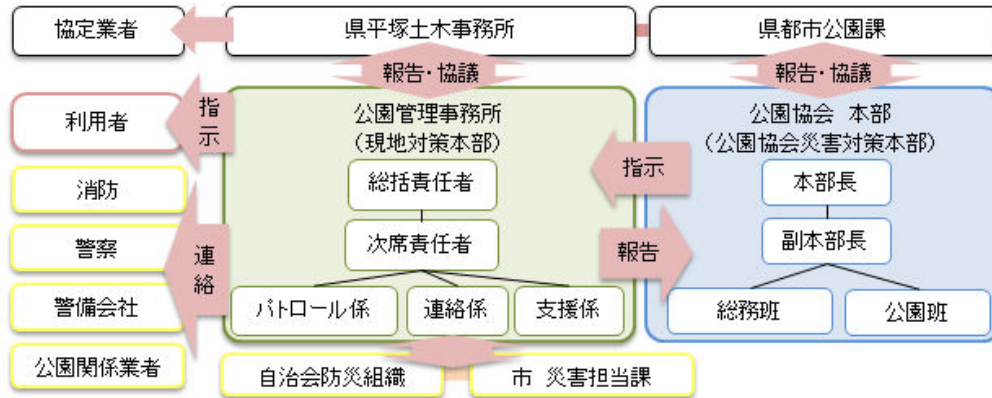 協定業者
県平塚土木事務所
県都市公園課
報告・協議
報告・協議
利用者
指示
公園管理事務所
(現地対策本部)
公園協会 本部
(公園協会災害対策本部)
総括責任者
指示
本部長
消防
次席責任者
報告
副本部長
警察
連絡
警備会社
パトロール係
連絡係
支援係
総務班
公園班
公園関係業者
自治会防災組織
市 災害担当課